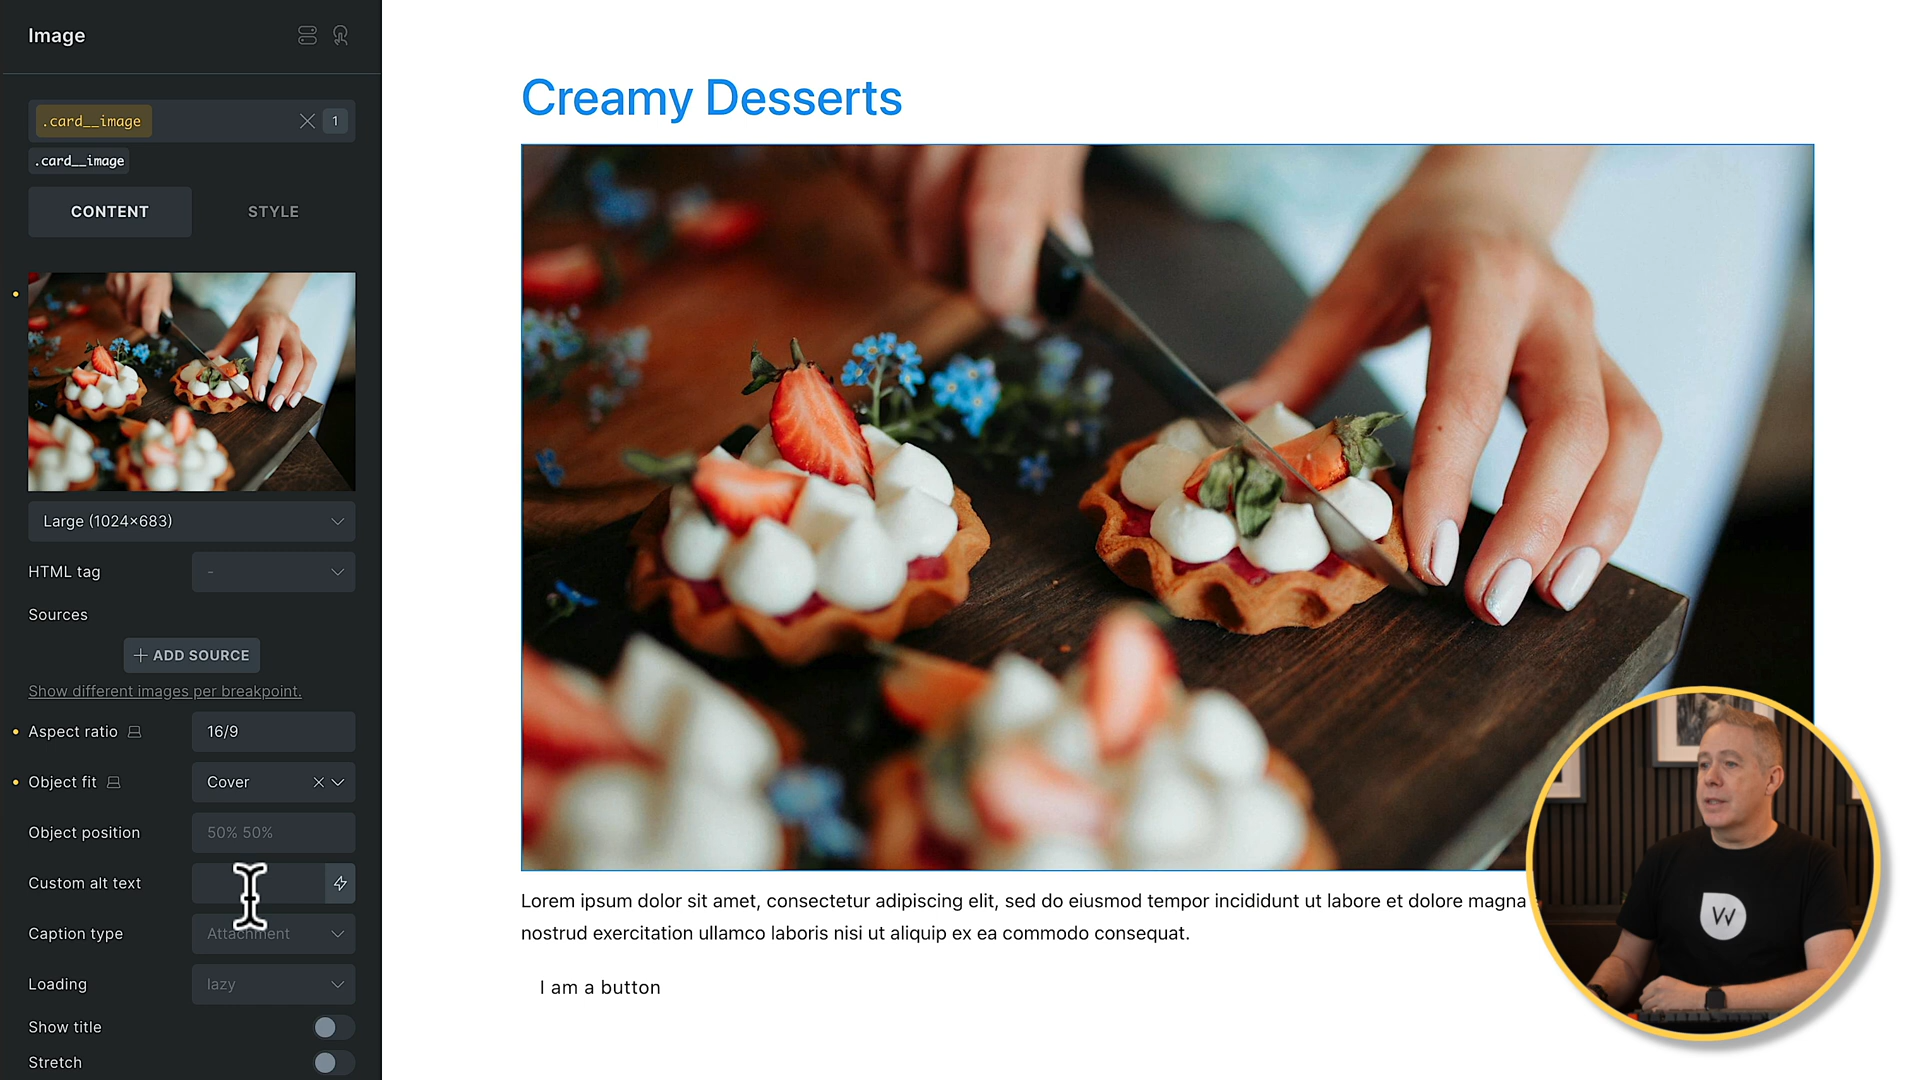 Image
.card__image
1
.card__image
CONTENT
STYLE
Large (1024×683)
HTML tag
-
Sources
+ ADD SOURCE
Show different images per breakpoint.
Aspect ratio
16/9
Object fit
Cover
Object position
50% 50%
Custom alt text
Caption type
Attachment
Loading
lazy
Show title
Stretch
Creamy Desserts
Lorem ipsum dolor sit amet, consectetur adipiscing elit, sed do eiusmod tempor incididunt ut labore et dolore magna
nostrud exercitation ullamco laboris nisi ut aliquip ex ea commodo consequat.
I am a button
W